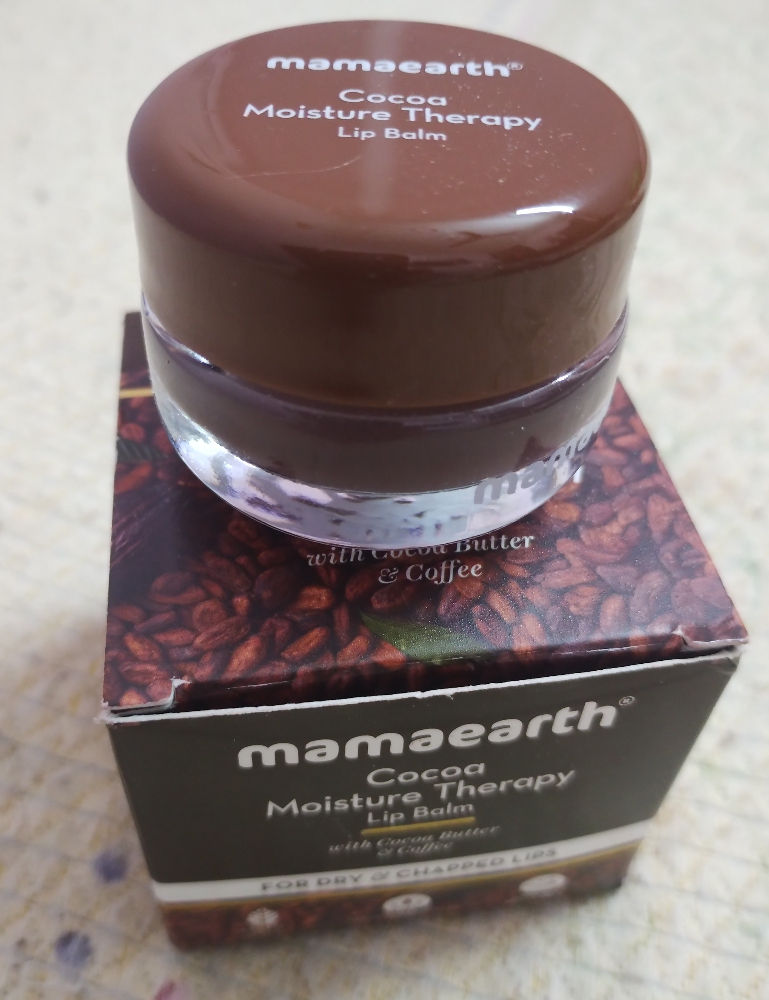 mamaearth®
Cocoa
Moisture Therapy
Lip Balm
with Cocoa Butter
& Coffee
mamaearth®
Cocoa
Moisture Therapy
Lip Balm
with Cocoa Butter
& Coffee
FOR DRY & CHAPPED LIPS